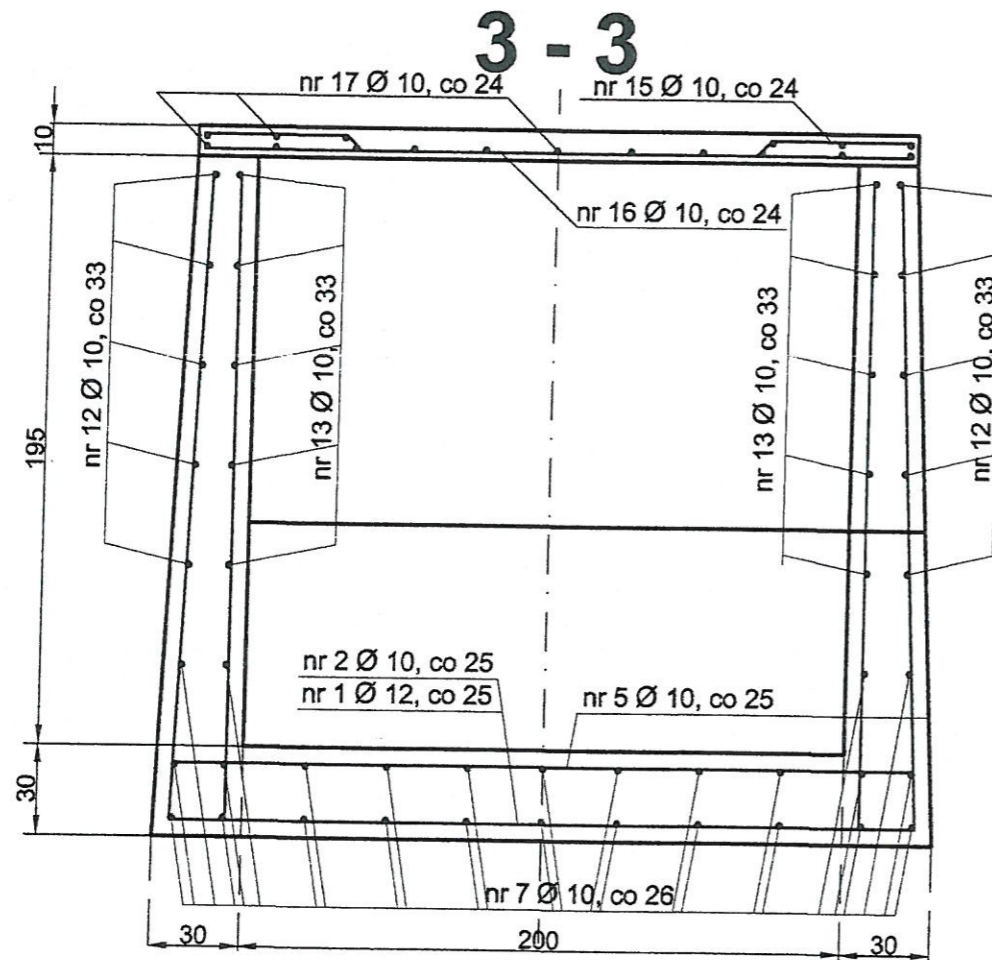 3 - 3
nr 17 Ø 10, co 24
nr 15 Ø 10, co 24
10
nr 16 Ø 10, co 24
nr 12 Ø 10, co 33
nr 13 Ø 10, co 33
nr 13 Ø 10, co 33
nr 12 Ø 10, co 33
195
nr 2 Ø 10, co 25
nr 1 Ø 12, co 25
nr 5 Ø 10, co 25
30
nr 7 Ø 10, co 26
30
200
30